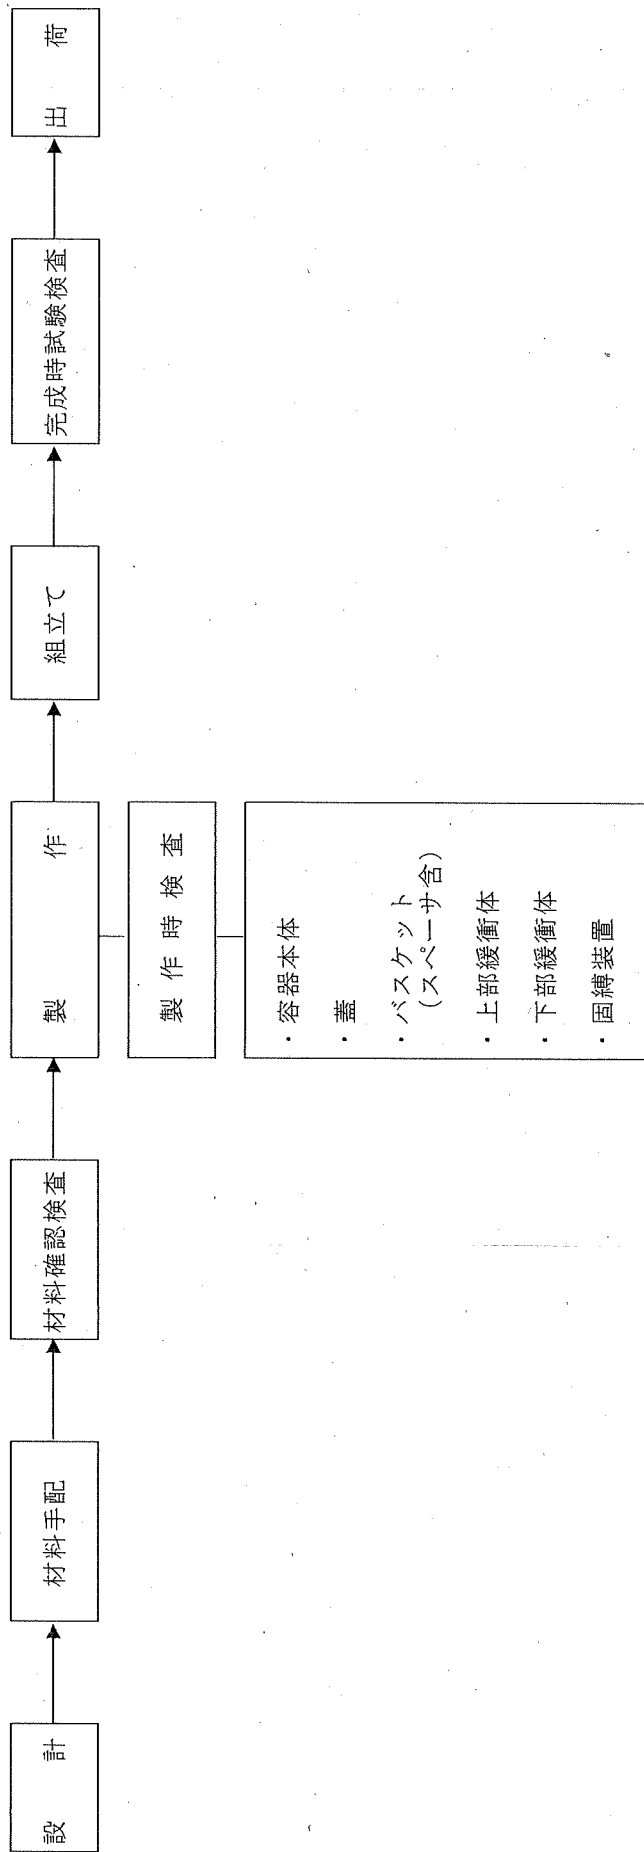 設計
材料手配
材料確認検査
製作
組立て
完成時試験検査
出荷
製作時検査
・容器本体
・蓋
・バスケット
(スペーサ含)
・上部緩衝体
・下部緩衝体
・固縛装置